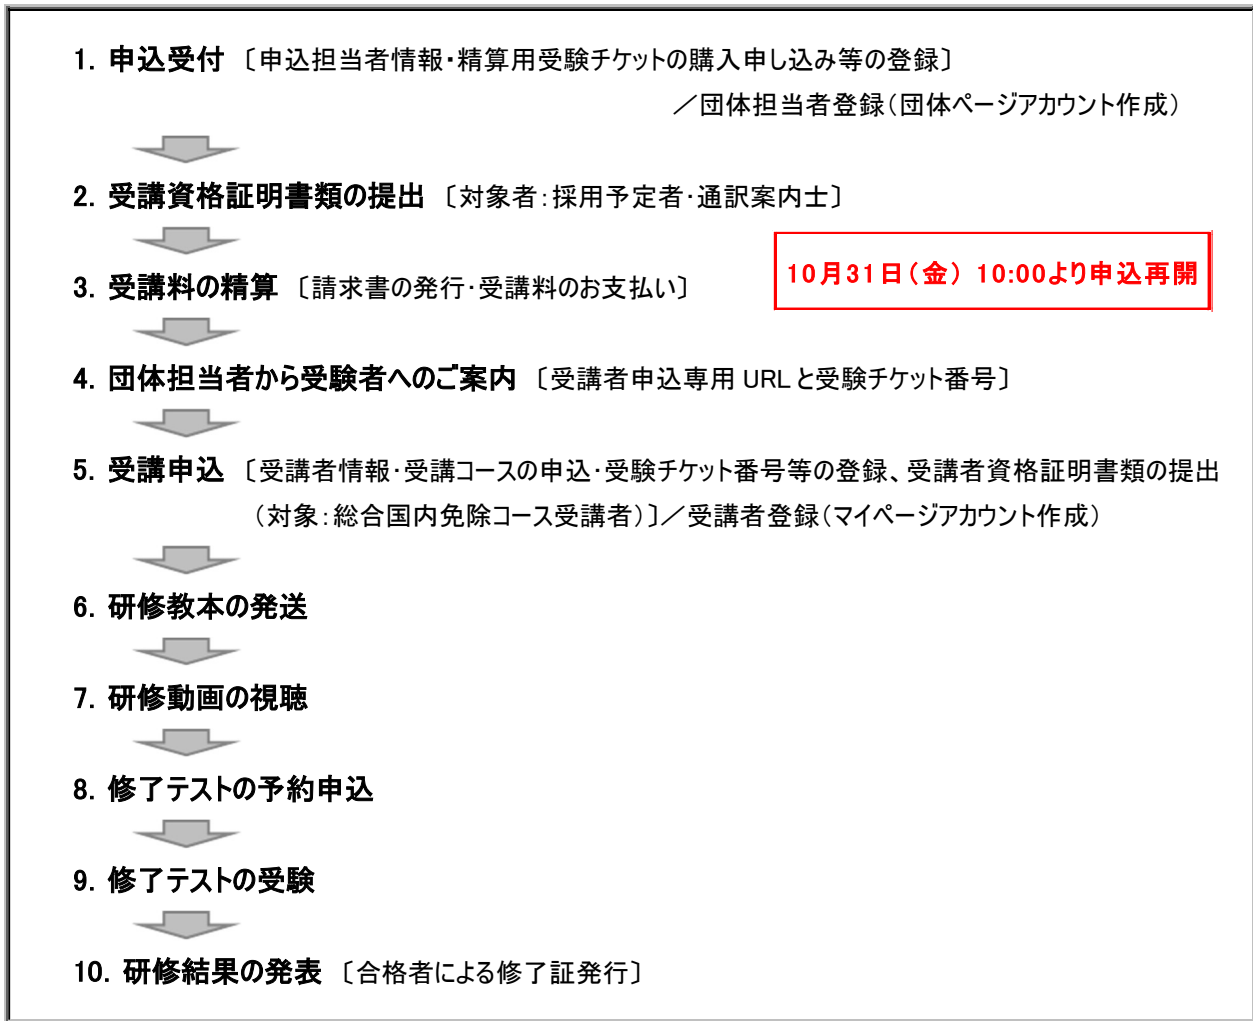 1. 申込受付 〔申込担当者情報・精算用受験チケットの購入申し込み等の登録〕
／団体担当者登録（団体ページアカウント作成）
2. 受講資格証明書類の提出 〔対象者：採用予定者・通訳案内士〕
10月31日（金） 10:00より申込再開
3. 受講料の精算 〔請求書の発行・受講料のお支払い〕
4. 団体担当者から受験者へのご案内 〔受講者申込専用 URL と受験チケット番号〕
5. 受講申込 〔受講者情報・受講コースの申込・受験チケット番号等の登録、受講者資格証明書類の提出
（対象：総合国内免除コース受講者）〕／受講者登録（マイページアカウント作成）
6. 研修教本の発送
7. 研修動画の視聴
8. 修了テストの予約申込
9. 修了テストの受験
10. 研修結果の発表 〔合格者による修了証発行〕